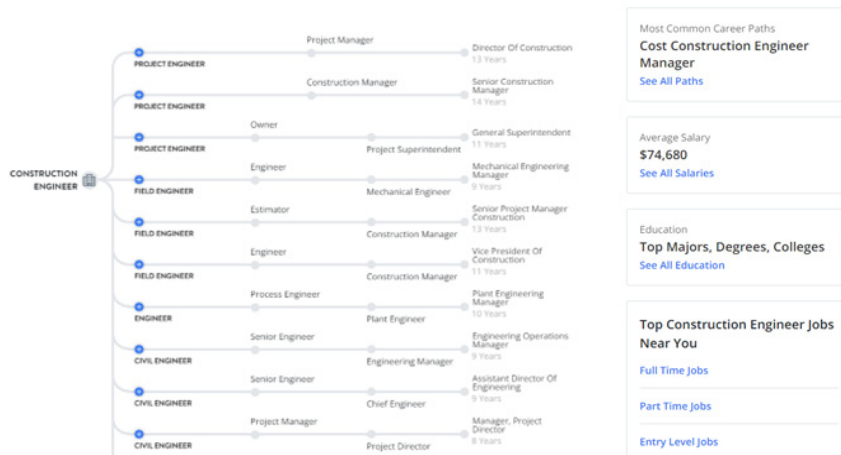 Project Manager
Director Of Construction
13 Years
PROJECT ENGINEER
Construction Manager
Senior Construction
Manager
14 Years
PROJECT ENGINEER
Owner
General Superintendent
11 Years
PROJECT ENGINEER
Project Superintendent
CONSTRUCTION
ENGINEER
Engineer
Mechanical Engineering
Manager
9 Years
FIELD ENGINEER
Mechanical Engineer
Estimator
Senior Project Manager
Construction
13 Years
FIELD ENGINEER
Construction Manager
Engineer
Vice President Of
Construction
11 Years
FIELD ENGINEER
Construction Manager
Process Engineer
Plant Engineering
Manager
10 Years
ENGINEER
Plant Engineer
Senior Engineer
Engineering Operations
Manager
9 Years
CIVIL ENGINEER
Engineering Manager
Senior Engineer
Assistant Director Of
Engineering
9 Years
CIVIL ENGINEER
Chief Engineer
Project Manager
Manager, Project
Director
8 Years
CIVIL ENGINEER
Project Director
Most Common Career Paths
Cost Construction Engineer
Manager
See All Paths
Average Salary
$74,680
See All Salaries
Education
Top Majors, Degrees, Colleges
See All Education
Top Construction Engineer Jobs
Near You
Full Time Jobs
Part Time Jobs
Entry Level Jobs